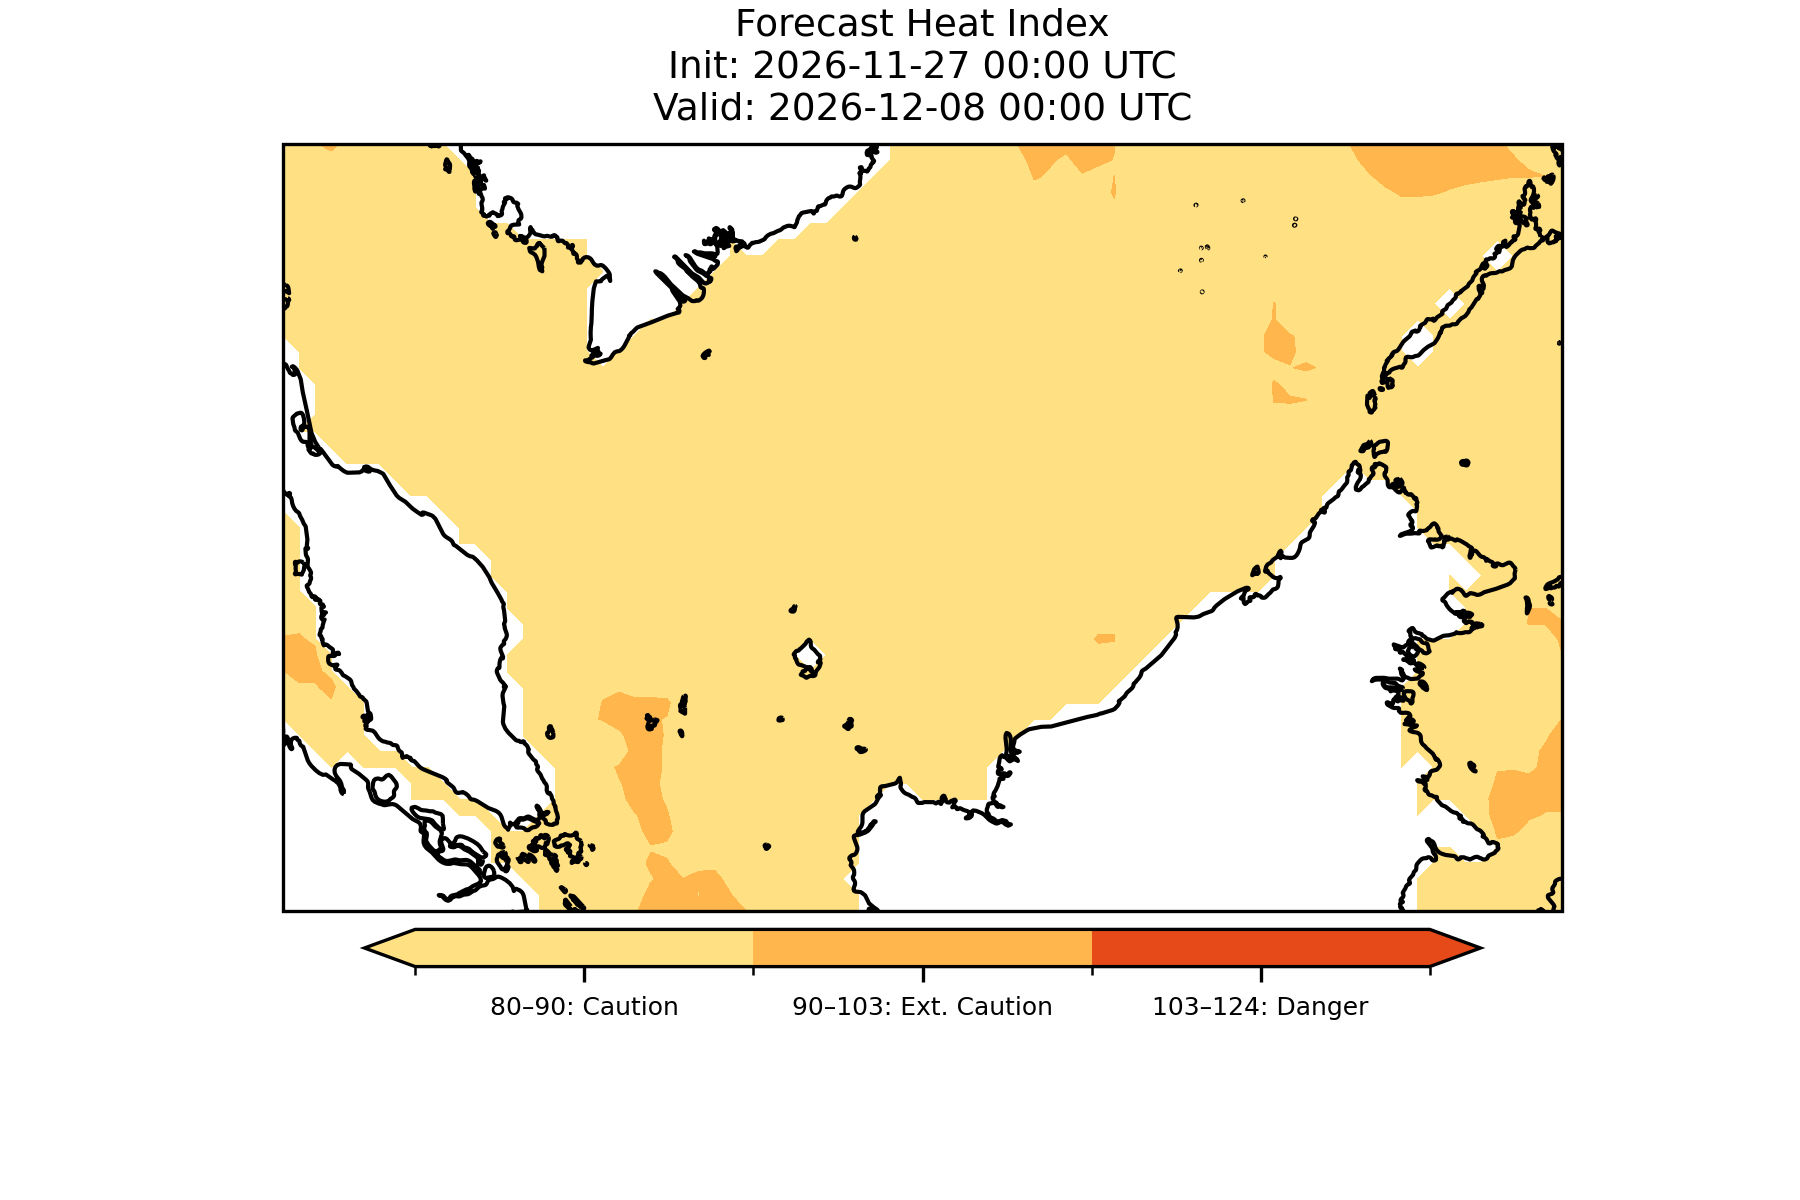 Forecast Heat Index
Init: 2026-11-27 00:00 UTC
Valid: 2026-12-08 00:00 UTC
80–90: Caution
90–103: Ext. Caution
103–124: Danger